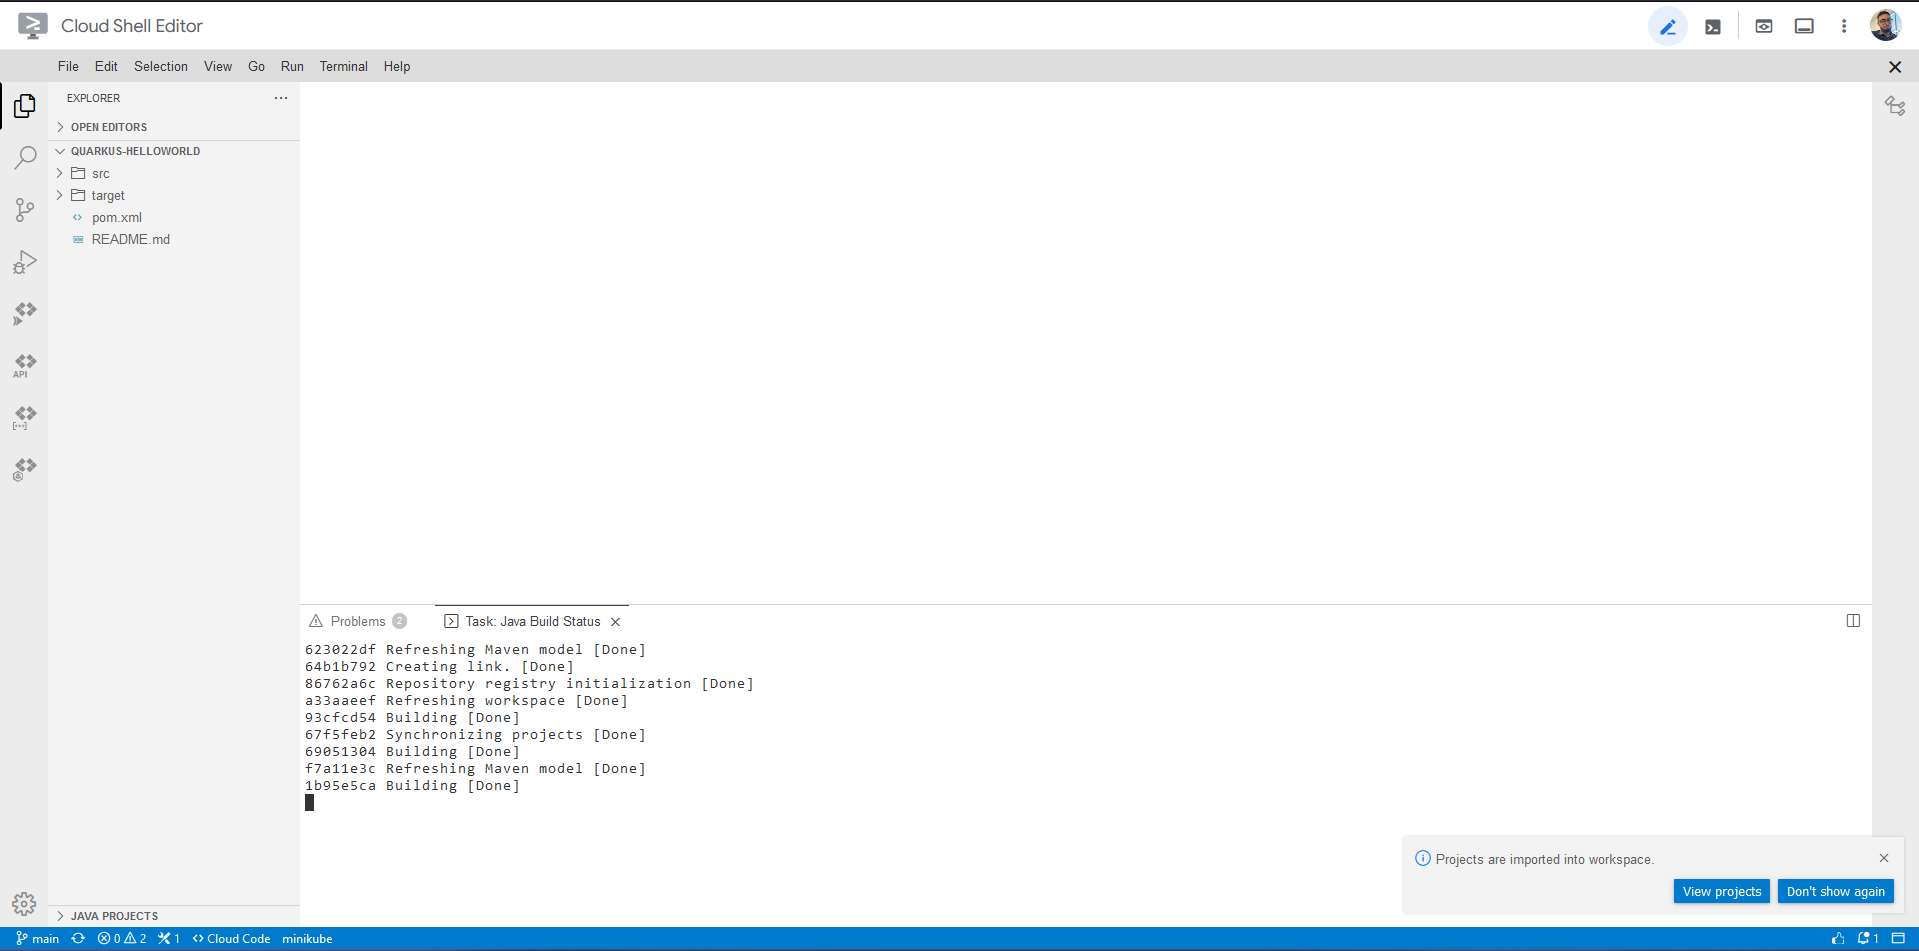 Cloud Shell Editor
File Edit Selection View Go Run Terminal Help
EXPLORER
OPEN EDITORS
QUARKUS-HELLOWORLD
src
target
pom.xml
README.md
API
JAVA PROJECTS
Problems 2 Task: Java Build Status
623022df Refreshing Maven model [Done]
64b1b792 Creating link. [Done]
86762a6c Repository registry initialization [Done]
a33aaeef Refreshing workspace [Done]
93cfcd54 Building [Done]
67f5feb2 Synchronizing projects [Done]
69051304 Building [Done]
f7a11e3c Refreshing Maven model [Done]
1b95e5ca Building [Done]
Projects are imported into workspace.
View projects Don't show again
main 0 2 1 Cloud Code minikube 1